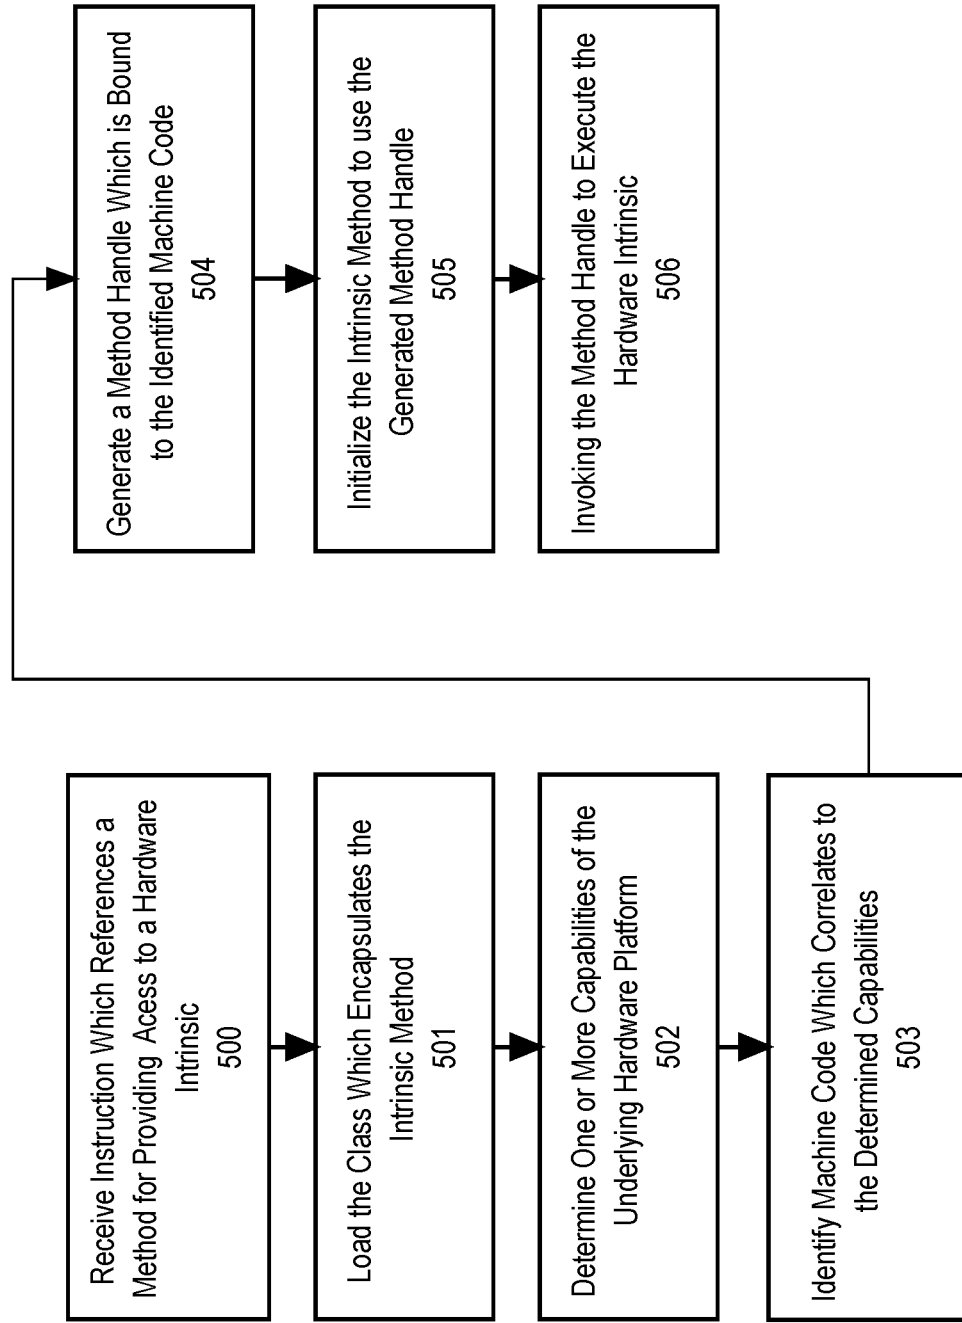 Receive Instruction Which References a
Method for Providing Acess to a Hardware
Intrinsic
500
Load the Class Which Encapsulates the
Intrinsic Method
501
Determine One or More Capabilities of the
Underlying Hardware Platform
502
Identify Machine Code Which Correlates to
the Determined Capabilities
503
Generate a Method Handle Which is Bound
to the Identified Machine Code
504
Initialize the Intrinsic Method to use the
Generated Method Handle
505
Invoking the Method Handle to Execute the
Hardware Intrinsic
506